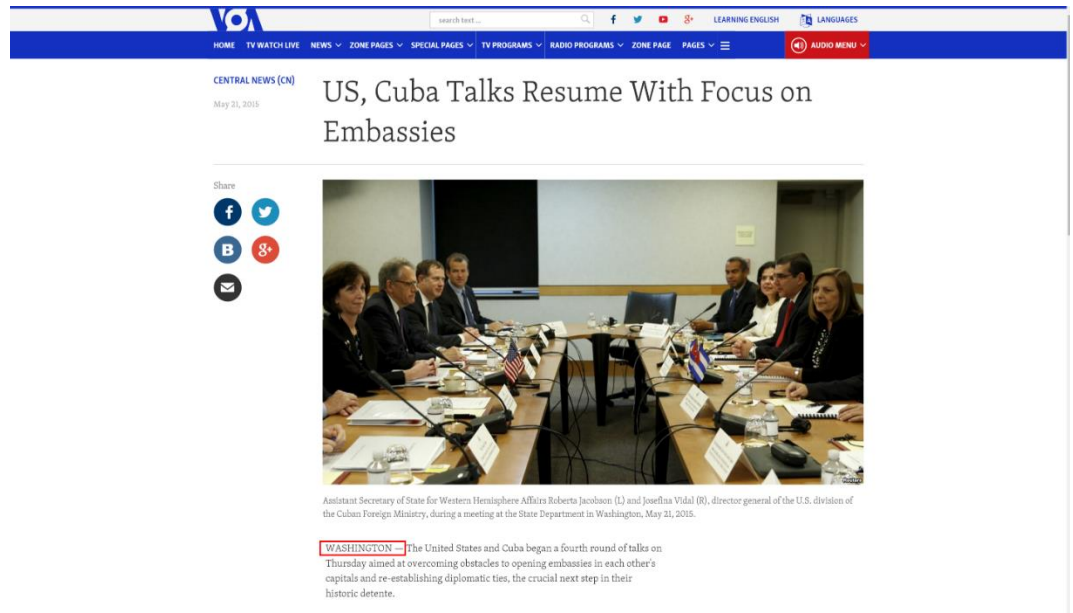 VOA
search text ...
LEARNING ENGLISH
LANGUAGES
HOME TV WATCH LIVE NEWS ZONE PAGES SPECIAL PAGES TV PROGRAMS RADIO PROGRAMS ZONE PAGE PAGES AUDIO MENU
CENTRAL NEWS (CN)
May 21, 2015
US, Cuba Talks Resume With Focus on
Embassies
Share
Reuters
Assistant Secretary of State for Western Hemisphere Affairs Roberta Jacobson (L) and Josefina Vidal (R), director general of the U.S. division of
the Cuban Foreign Ministry, during a meeting at the State Department in Washington, May 21, 2015.
WASHINGTON — The United States and Cuba began a fourth round of talks on
Thursday aimed at overcoming obstacles to opening embassies in each other's
capitals and re-establishing diplomatic ties, the crucial next step in their
historic detente.